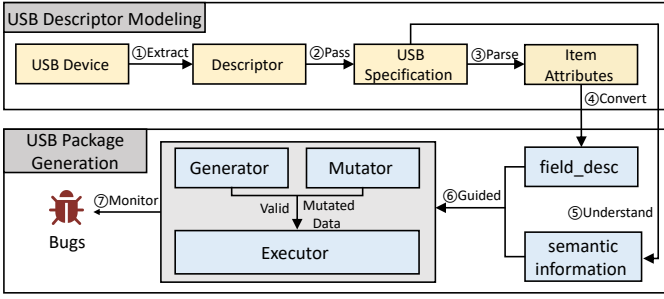 USB Descriptor Modeling
USB Device
①Extract
Descriptor
②Pass
USB
Specification
③Parse
Item
Attributes
④Convert
USB Package
Generation
Generator
Mutator
Valid
Mutated
Data
Executor
⑦Monitor
Bugs
⑥Guided
field_desc
⑤Understand
semantic
information